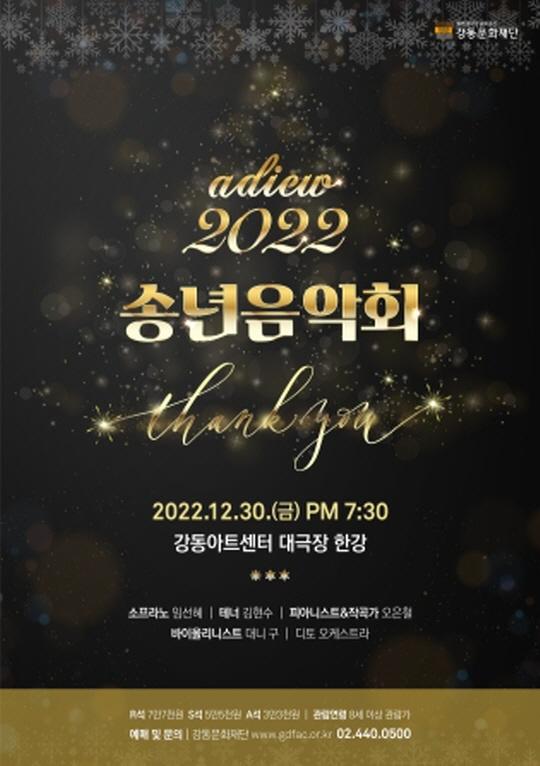 강동문화재단
adieu
2022
송년음악회
thank you
2022.12.30.(금) PM 7:30
강동아트센터 대극장 한강
소프라노 임선혜 | 테너 김현수 | 피아니스트&작곡가 오은철
바이올리니스트 대니 구 | 디토 오케스트라
R석 7만7천원 S석 5만5천원 A석 3만3천원 | 관람연령 8세 이상 관람가
예매 및 문의 | 강동문화재단 www.gdfac.or.kr 02.440.0500